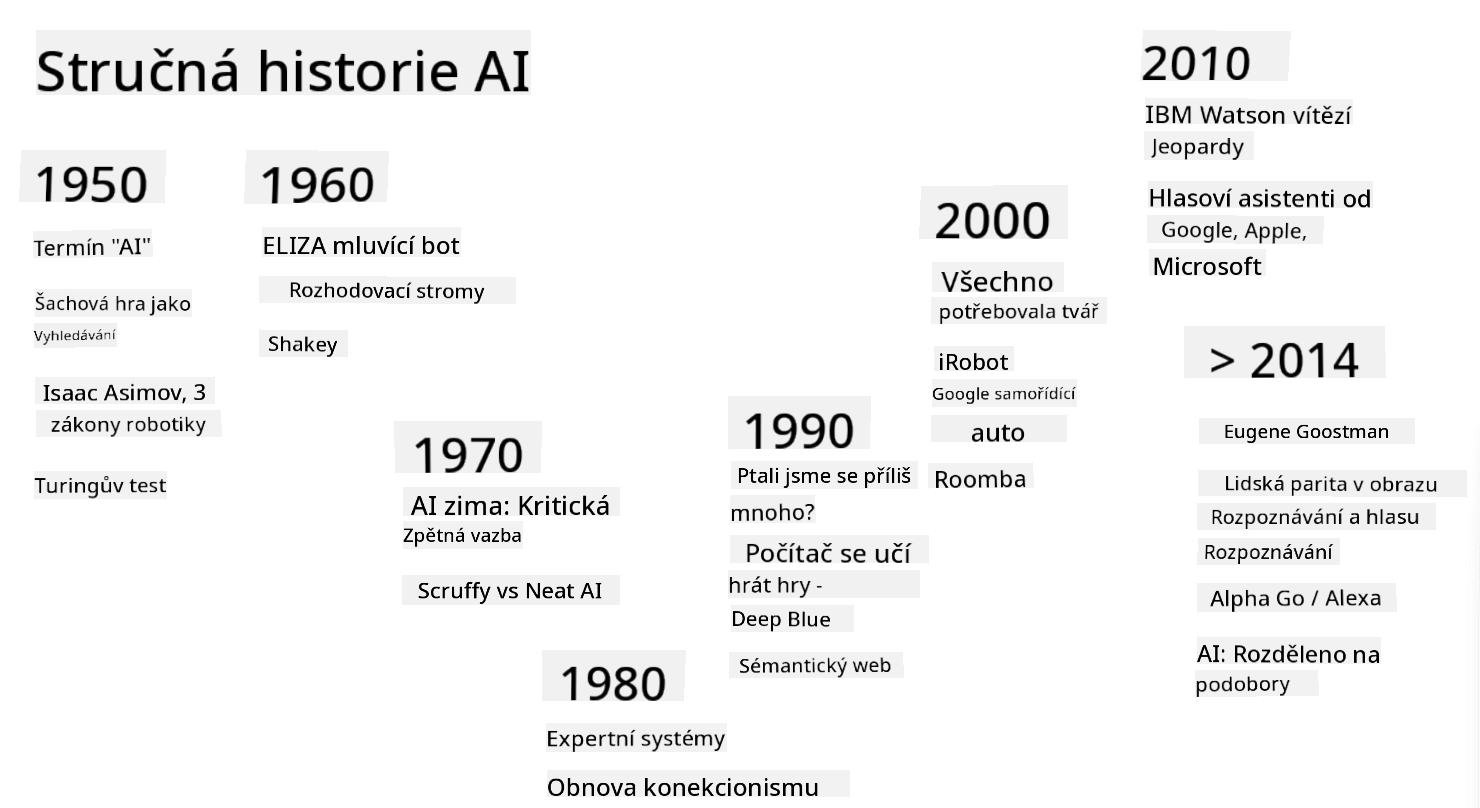 Stručná historie AI
1950
Termín "AI"
Šachová hra jako
Vyhledávání
Isaac Asimov, 3
zákony robotiky
Turingův test
1960
ELIZA mluvící bot
Rozhodovací stromy
Shakey
1970
AI zima: Kritická
Zpětná vazba
Scruffy vs Neat AI
1980
Expertní systémy
Obnova konekcionismu
1990
Ptali jsme se příliš
mnoho?
Počítač se učí
hrát hry -
Deep Blue
Sémantický web
2000
Všechno
potřebovala tvář
iRobot
Google samořídící
auto
Roomba
2010
IBM Watson vítězí
Jeopardy
Hlasoví asistenti od
Google, Apple,
Microsoft
> 2014
Eugene Goostman
Lidská parita v obrazu
Rozpoznávání a hlasu
Rozpoznávání
Alpha Go / Alexa
AI: Rozděleno na
podobory